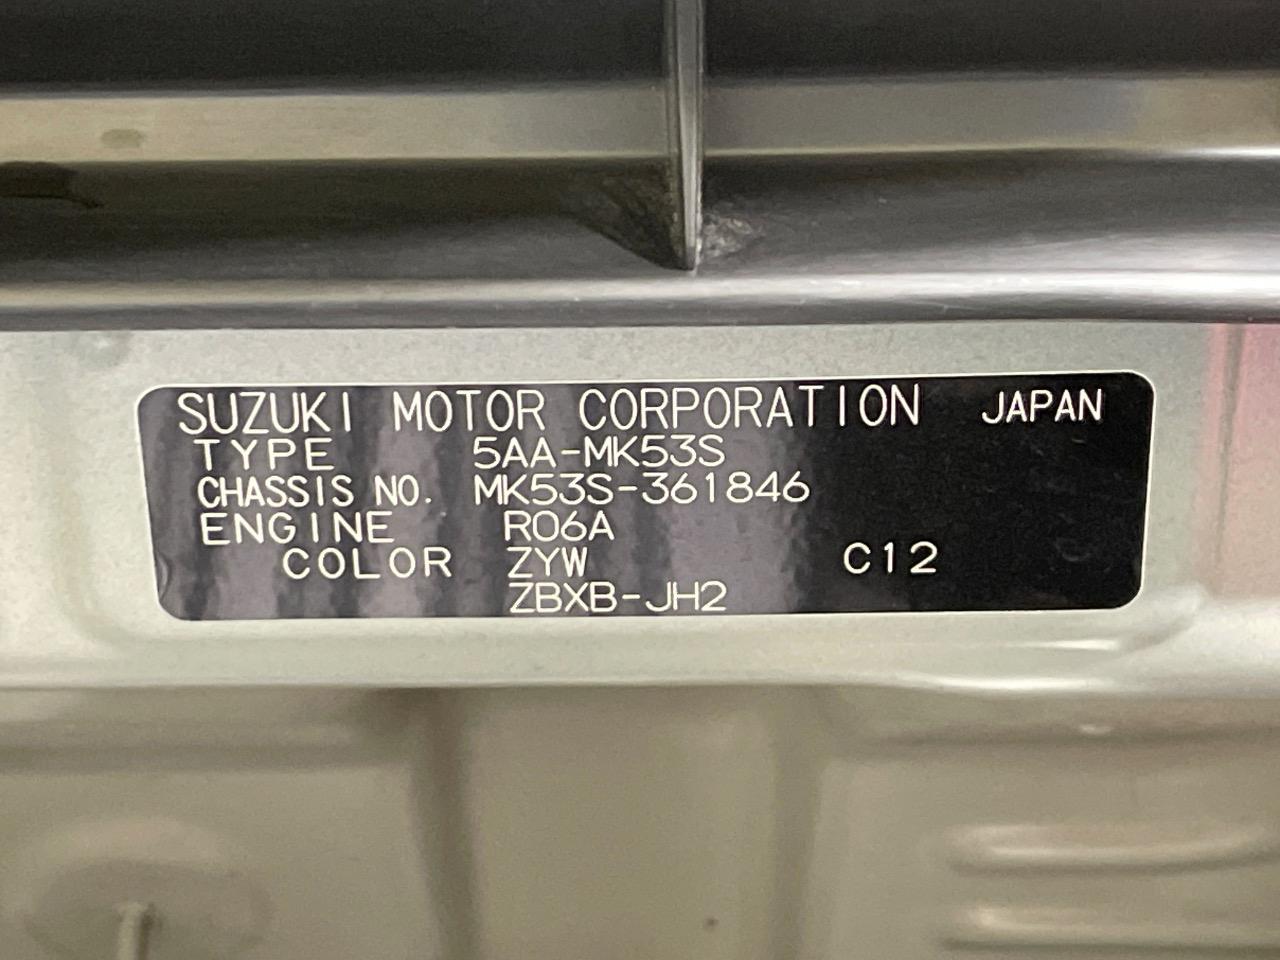 SUZUKI MOTOR CORPORATION JAPAN
TYPE 5AA-MK53S
CHASSIS NO. MK53S-361846
ENGINE R06A
COLOR ZYW C12
ZBXB-JH2